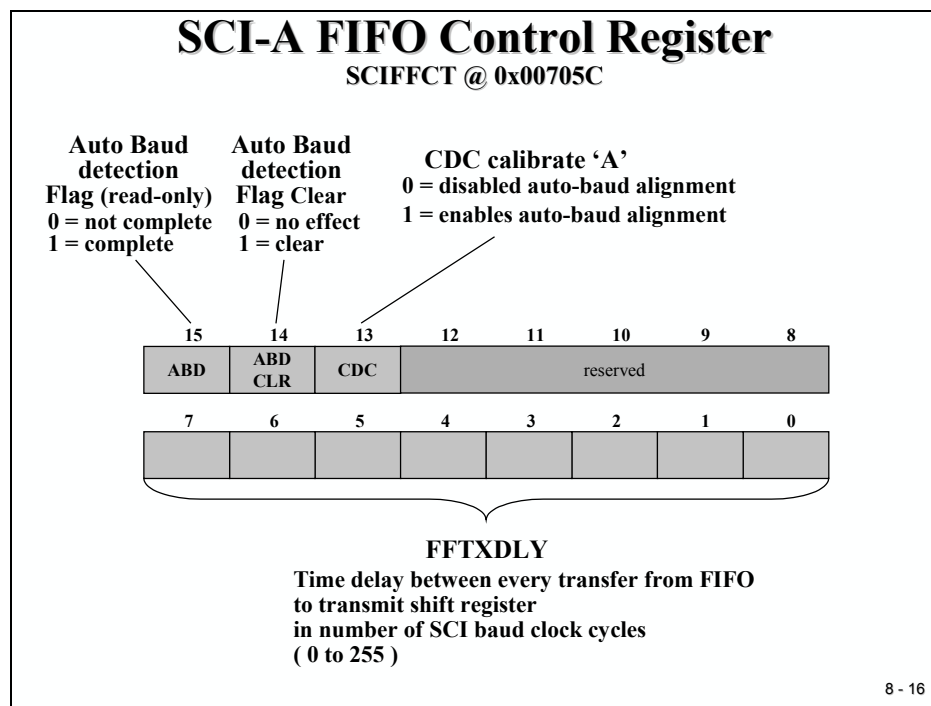 SCI-A FIFO Control Register
SCIFFCT @ 0x00705C
Auto Baud
detection
Flag (read-only)
0 = not complete
1 = complete
Auto Baud
detection
Flag Clear
0 = no effect
1 = clear
CDC calibrate ‘A’
0 = disabled auto-baud alignment
1 = enables auto-baud alignment
15 14 13 12 11 10 9 8
ABD
ABD
CLR
CDC
reserved
7 6 5 4 3 2 1 0
FFTXDLY
Time delay between every transfer from FIFO
to transmit shift register
in number of SCI baud clock cycles
( 0 to 255 )
8 - 16